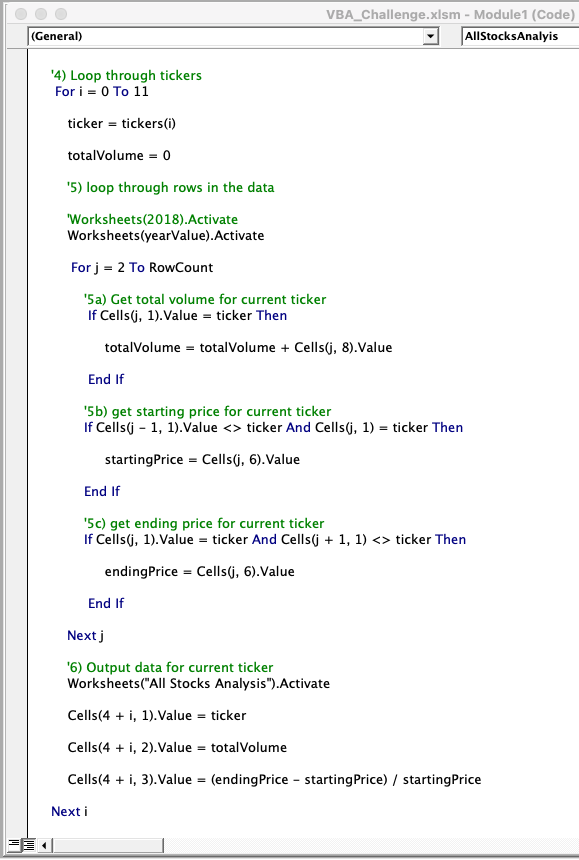 VBA_Challenge.xlsm - Module1 (Code)
(General)
AllStocksAnalyis
'4) Loop through tickers
For i = 0 To 11
ticker = tickers(i)
totalVolume = 0
'5) loop through rows in the data
'Worksheets(2018).Activate
Worksheets(yearValue).Activate
For j = 2 To RowCount
'5a) Get total volume for current ticker
If Cells(j, 1).Value = ticker Then
totalVolume = totalVolume + Cells(j, 8).Value
End If
'5b) get starting price for current ticker
If Cells(j - 1, 1).Value <> ticker And Cells(j, 1) = ticker Then
startingPrice = Cells(j, 6).Value
End If
'5c) get ending price for current ticker
If Cells(j, 1).Value = ticker And Cells(j + 1, 1) <> ticker Then
endingPrice = Cells(j, 6).Value
End If
Next j
'6) Output data for current ticker
Worksheets("All Stocks Analysis").Activate
Cells(4 + i, 1).Value = ticker
Cells(4 + i, 2).Value = totalVolume
Cells(4 + i, 3).Value = (endingPrice - startingPrice) / startingPrice
Next i